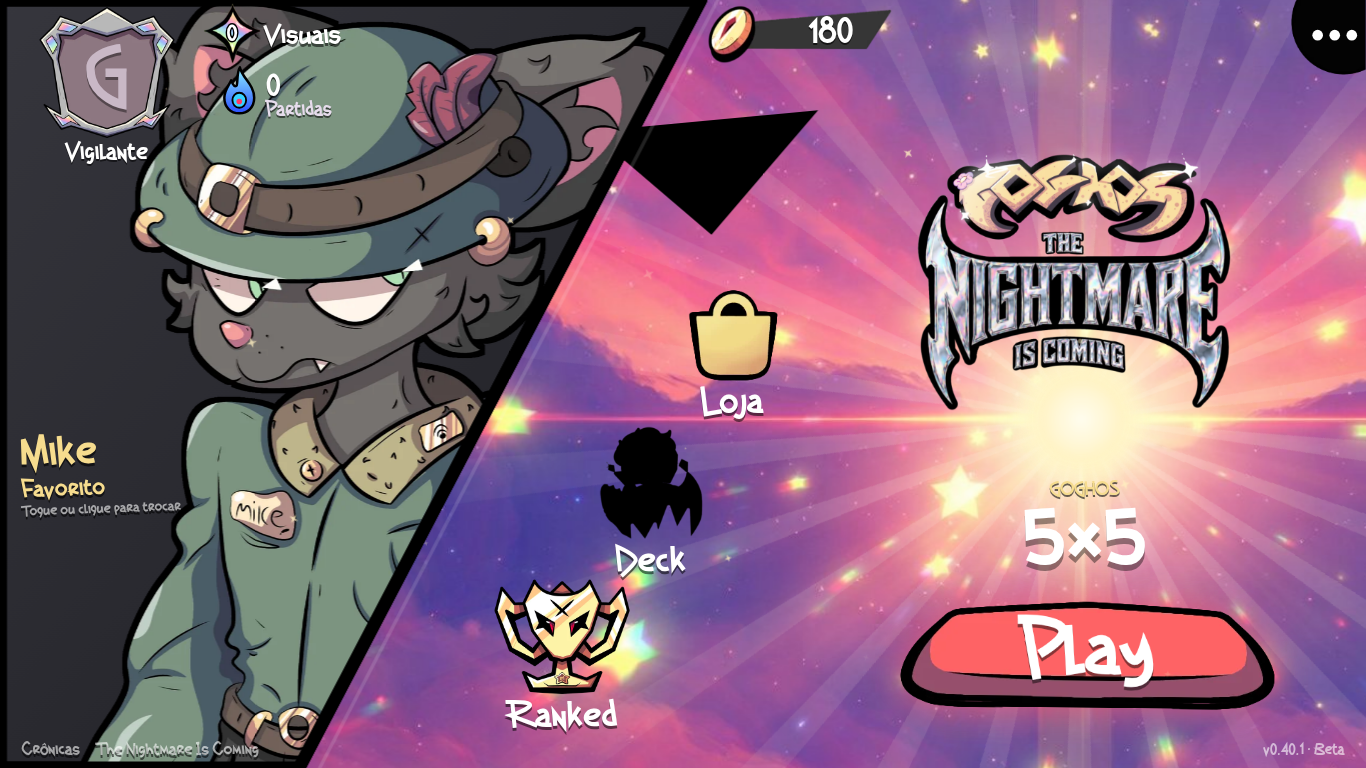 G
Vigilante
0
Visuais
0
Partidas
180
GOGHOS
THE
NIGHTMARE
IS COMING
Loja
Mike
Favorito
Toque ou clique para trocar
Mike
GOGHOS
5×5
Deck
Play
Ranked
Crônicas
The Nightmare Is Coming
v0.40.1 · Beta